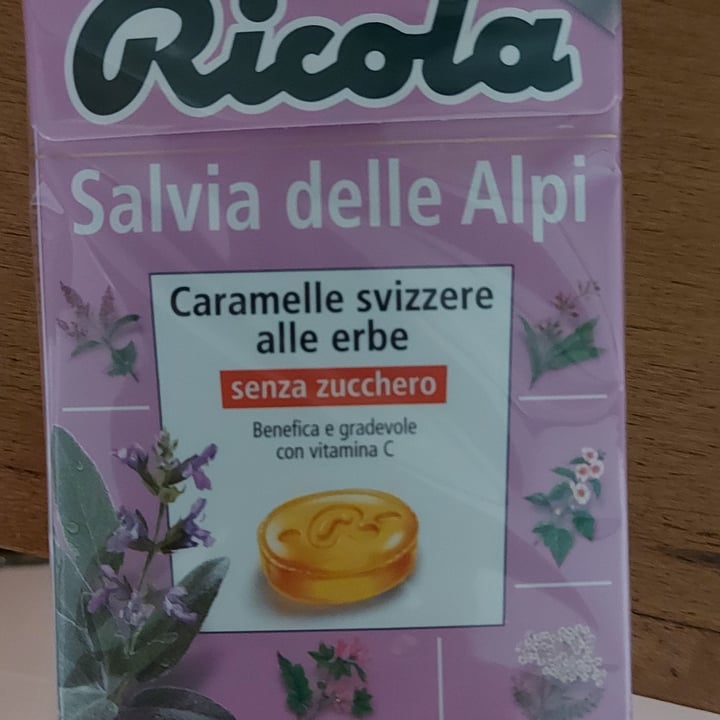 Ricola
Salvia delle Alpi
Caramelle svizzere
alle erbe
senza zucchero
Benefica e gradevole
con vitamina C